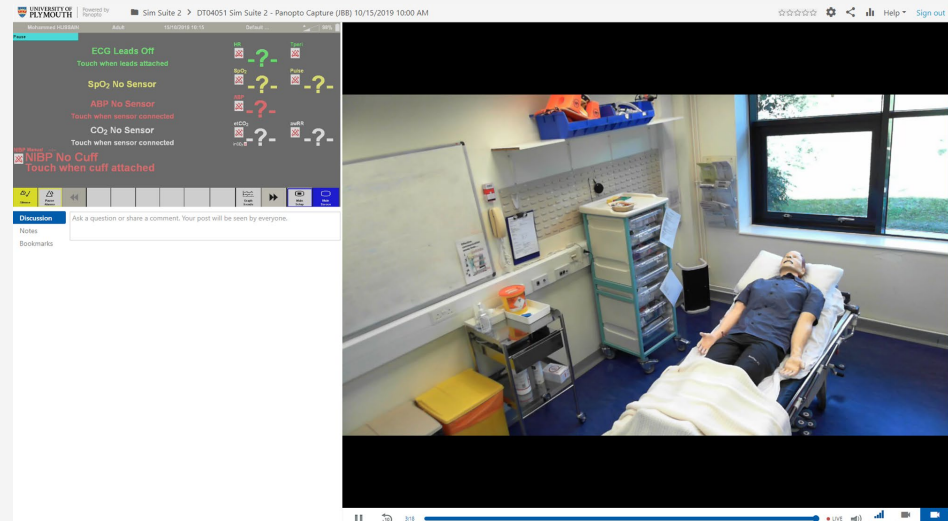 UNIVERSITY OF
PLYMOUTH
Powered by
Panopto
Sim Suite 2 > DT04051 Sim Suite 2 - Panopto Capture (JBB) 10/15/2019 10:00 AM
Help
Sign out
Adult
Default
Pause
ECG Leads Off
Touch when leads attached
SpO₂ No Sensor
ABP No Sensor
Touch when sensor connected
CO₂ No Sensor
Touch when sensor connected
NIBP No Cuff
Touch when cuff attached
HR
-?-
Tperi
SpO₂
-?-
Pulse
-?-
ABP
-?-
etCO₂
-?-
awRR
-?-
Discussion
Notes
Bookmarks
Ask a question or share a comment. Your post will be seen by everyone.
LIVE